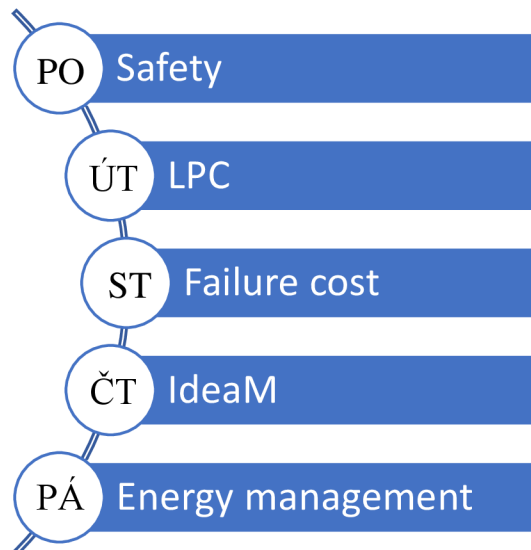 PO Safety
ÚT LPC
ST Failure cost
ČT IdeaM
PÁ Energy management